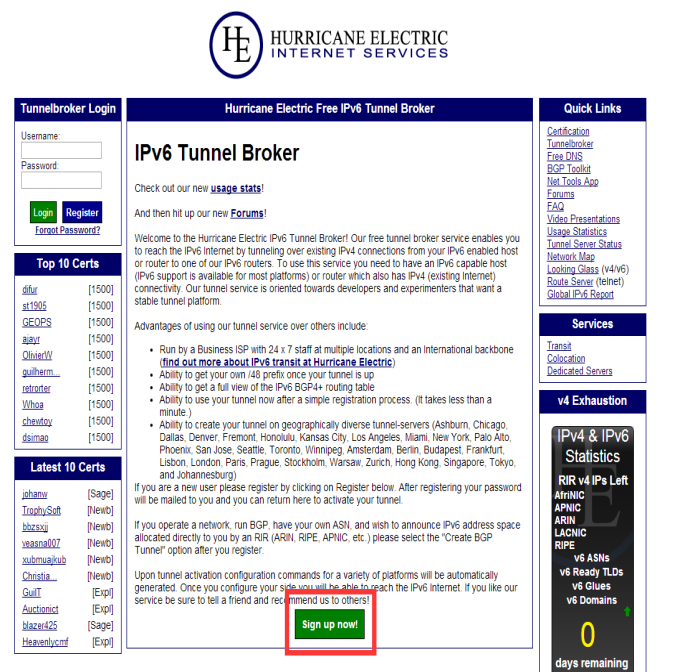 HE HURRICANE ELECTRIC
INTERNET SERVICES
Tunnelbroker Login
Username:
Password:
Login Register
Forgot Password?
Top 10 Certs
difur [1500]
st1905 [1500]
GEOPS [1500]
ajayr [1500]
OlivierW [1500]
guilherm... [1500]
retrorter [1500]
Whoa [1500]
chewtoy [1500]
dsimao [1500]
Latest 10 Certs
johanw [Sage]
TrophySoft [Newb]
bbzsxjj [Newb]
veasna007 [Newb]
xubmuajkub [Newb]
Christia... [Newb]
GuilT [Expl]
Auctionict [Expl]
blazer425 [Sage]
Heavenlycmf [Expl]
Hurricane Electric Free IPv6 Tunnel Broker
IPv6 Tunnel Broker
Check out our new usage stats!
And then hit up our new Forums!
Welcome to the Hurricane Electric IPv6 Tunnel Broker! Our free tunnel broker service enables you
to reach the IPv6 Internet by tunneling over existing IPv4 connections from your IPv6 enabled host
or router to one of our IPv6 routers. To use this service you need to have an IPv6 capable host
(IPv6 support is available for most platforms) or router which also has IPv4 (existing Internet)
connectivity. Our tunnel service is oriented towards developers and experimenters that want a
stable tunnel platform.
Advantages of using our tunnel service over others include:
• Run by a Business ISP with 24 x 7 staff at multiple locations and an International backbone
(find out more about IPv6 transit at Hurricane Electric)
• Ability to get your own /48 prefix once your tunnel is up
• Ability to get a full view of the IPv6 BGP4+ routing table
• Ability to use your tunnel now after a simple registration process. (It takes less than a
minute.)
• Ability to create your tunnel on geographically diverse tunnel-servers (Ashburn, Chicago,
Dallas, Denver, Fremont, Honolulu, Kansas City, Los Angeles, Miami, New York, Palo Alto,
Phoenix, San Jose, Seattle, Toronto, Winnipeg, Amsterdam, Berlin, Budapest, Frankfurt,
Lisbon, London, Paris, Prague, Stockholm, Warsaw, Zurich, Hong Kong, Singapore, Tokyo,
and Johannesburg)
If you are a new user please register by clicking on Register below. After registering your password
will be mailed to you and you can return here to activate your tunnel.
If you operate a network, run BGP, have your own ASN, and wish to announce IPv6 address space
allocated directly to you by an RIR (ARIN, RIPE, APNIC, etc.) please select the "Create BGP
Tunnel" option after you register.
Upon tunnel activation configuration commands for a variety of platforms will be automatically
generated. Once you configure your side you will be able to reach the IPv6 Internet. If you like our
service be sure to tell a friend and recommend us to others!
Sign up now!
Quick Links
Certification
Tunnelbroker
Free DNS
BGP Toolkit
Net Tools App
Forums
FAQ
Video Presentations
Usage Statistics
Tunnel Server Status
Network Map
Looking Glass (v4/v6)
Route Server (telnet)
Global IPv6 Report
Services
Transit
Colocation
Dedicated Servers
v4 Exhaustion
IPv4 & IPv6
Statistics
RIR v4 IPs Left
AfriNIC
APNIC
ARIN
LACNIC
RIPE
v6 ASNs
v6 Ready TLDs
v6 Glues
v6 Domains
0
days remaining